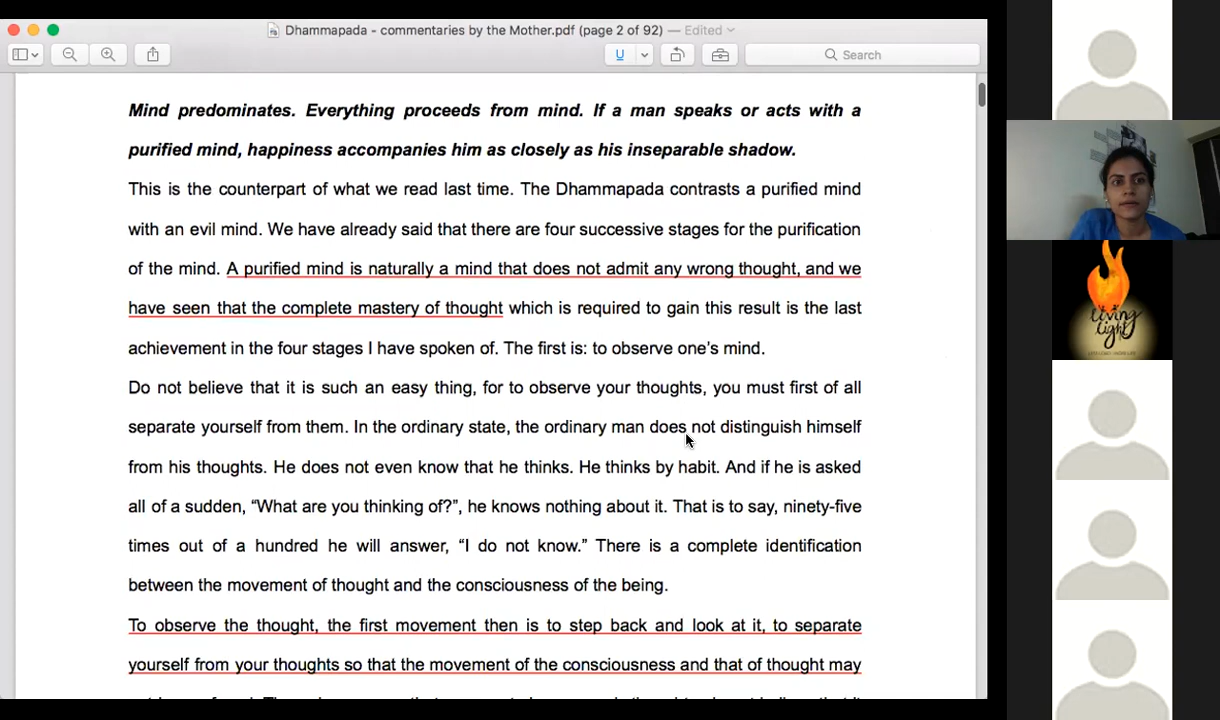 Dhammapada - commentaries by the Mother.pdf (page 2 of 92) — Edited
U
Search
Mind predominates. Everything proceeds from mind. If a man speaks or acts with a
purified mind, happiness accompanies him as closely as his inseparable shadow.
This is the counterpart of what we read last time. The Dhammapada contrasts a purified mind
with an evil mind. We have already said that there are four successive stages for the purification
of the mind. A purified mind is naturally a mind that does not admit any wrong thought, and we
have seen that the complete mastery of thought which is required to gain this result is the last
achievement in the four stages I have spoken of. The first is: to observe one's mind.
Do not believe that it is such an easy thing, for to observe your thoughts, you must first of all
separate yourself from them. In the ordinary state, the ordinary man does not distinguish himself
from his thoughts. He does not even know that he thinks. He thinks by habit. And if he is asked
all of a sudden, “What are you thinking of?”, he knows nothing about it. That is to say, ninety-five
times out of a hundred he will answer, “I do not know.” There is a complete identification
between the movement of thought and the consciousness of the being.
To observe the thought, the first movement then is to step back and look at it, to separate
yourself from your thoughts so that the movement of the consciousness and that of thought may
living
light